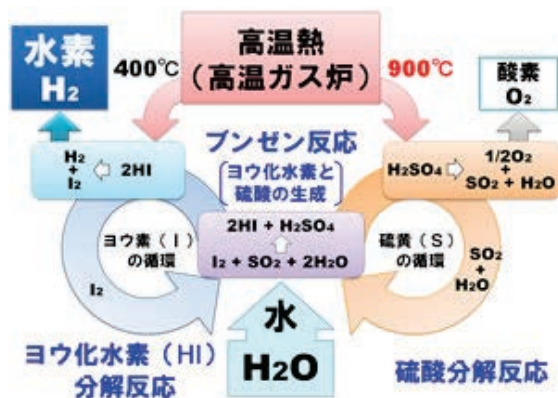 水素
H₂
400℃
高温熱
(高温ガス炉)
900℃
酸素
O₂
H₂
+
I₂
2HI
ブンゼン反応
ヨウ化水素と
硫酸の生成
H₂SO₄
1/2O₂
+
SO₂ + H₂O
2HI + H₂SO₄
I₂ + SO₂ + 2H₂O
ヨウ素(I)
の循環
I₂
硫黄(S)
の循環
SO₂
+
H₂O
水
H₂O
ヨウ化水素(HI)
分解反応
硫酸分解反応